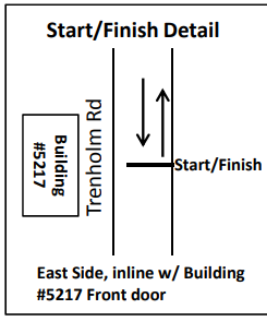 Start/Finish Detail
Building
#5217
Trenholm Rd
Start/Finish
East Side, inline w/ Building
#5217 Front door